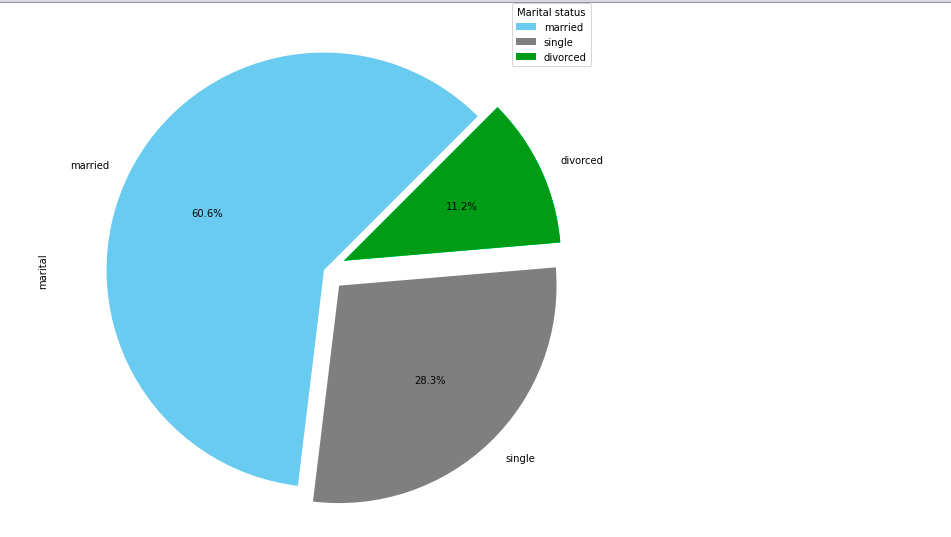 Marital status
married
single
divorced
married
divorced
60.6%
11.2%
marital
28.3%
single